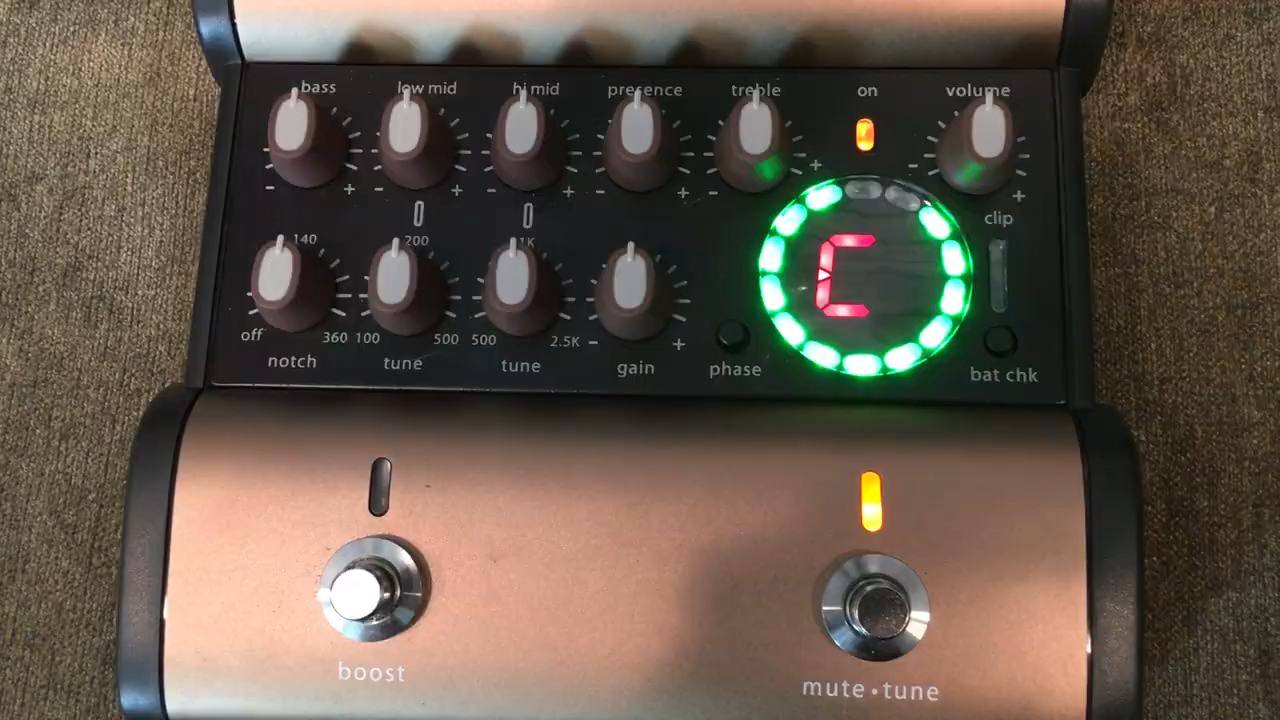 bass low mid hi mid presence treble on volume
- + - + - + - + - + - +
clip
140 200 1K
off 360 100 500 500 2.5K - +
notch tune tune gain phase bat chk
C
boost mute•tune